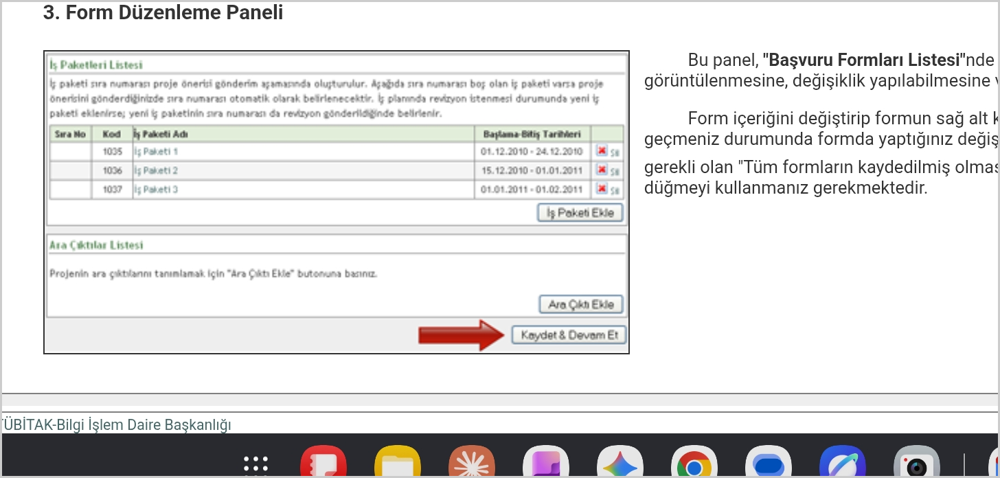 3. Form Düzenleme Paneli
İş Paketleri Listesi
İş paketi sıra numarası proje önerisi gönderim aşamasında oluşturulur. Aşağıda sıra numarası boş olan iş paketi varsa proje
önerisini gönderdiğinizde sıra numarası otomatik olarak belirlenecektir. İş planında revizyon istenmesi durumunda yeni iş
paketi eklenirse; yeni iş paketinin sıra numarası da revizyon gönderildiğinde belirlenir.
Sıra No Kod İş Paketi Adı Başlama-Bitiş Tarihleri
1035 İş Paketi 1 01.12.2010 - 24.12.2010 Sil
1036 İş Paketi 2 15.12.2010 - 01.01.2011 Sil
1037 İş Paketi 3 01.01.2011 - 01.02.2011 Sil
İş Paketi Ekle
Ara Çıktılar Listesi
Projenin ara çıktılarını tanımlamak için "Ara Çıktı Ekle" butonuna basınız.
Ara Çıktı Ekle
Kaydet & Devam Et
Bu panel, "Başvuru Formları Listesi"nde
görüntülenmesine, değişiklik yapılabilmesine
Form içeriğini değiştirip formun sağ alt
geçmeniz durumunda formda yaptığınız değiş
gerekli olan "Tüm formların kaydedilmiş olmas
düğmeyi kullanmanız gerekmektedir.
TÜBİTAK-Bilgi İşlem Daire Başkanlığı